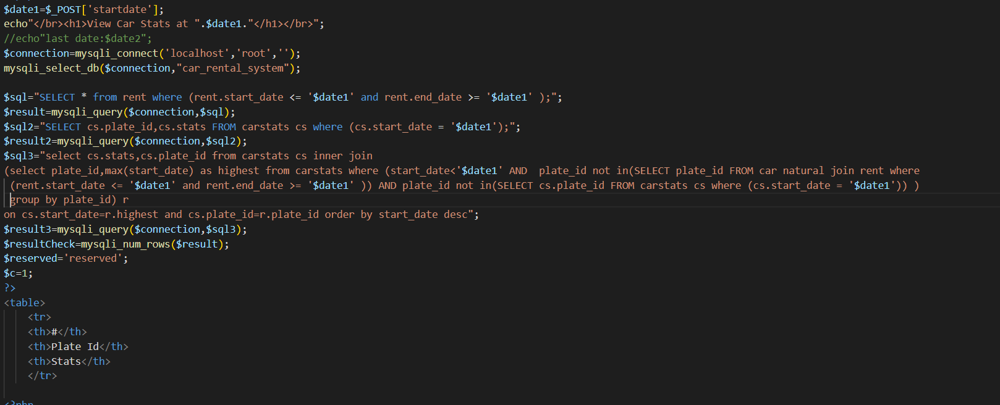 $date1=$_POST['startdate'];
echo"</br><h1>View Car Stats at ".$date1."</h1></br>";
//echo"last date:$date2";
$connection=mysqli_connect('localhost','root','');
mysqli_select_db($connection,"car_rental_system");
$sql="SELECT * from rent where (rent.start_date <= '$date1' and rent.end_date >= '$date1' );";
$result=mysqli_query($connection,$sql);
$sql2="SELECT cs.plate_id,cs.stats FROM carstats cs where (cs.start_date = '$date1');";
$result2=mysqli_query($connection,$sql2);
$sql3="select cs.stats,cs.plate_id from carstats cs inner join
(select plate_id,max(start_date) as highest from carstats where (start_date<'$date1' AND  plate_id not in(SELECT plate_id FROM car natural join rent where
(rent.start_date <= '$date1' and rent.end_date >= '$date1' )) AND plate_id not in(SELECT cs.plate_id FROM carstats cs where (cs.start_date = '$date1')) )
group by plate_id) r
on cs.start_date=r.highest and cs.plate_id=r.plate_id order by start_date desc";
$result3=mysqli_query($connection,$sql3);
$resultCheck=mysqli_num_rows($result);
$reserved='reserved';
$c=1;
?>
<table>
<tr>
<th>#</th>
<th>Plate Id</th>
<th>Stats</th>
</tr>
<?php